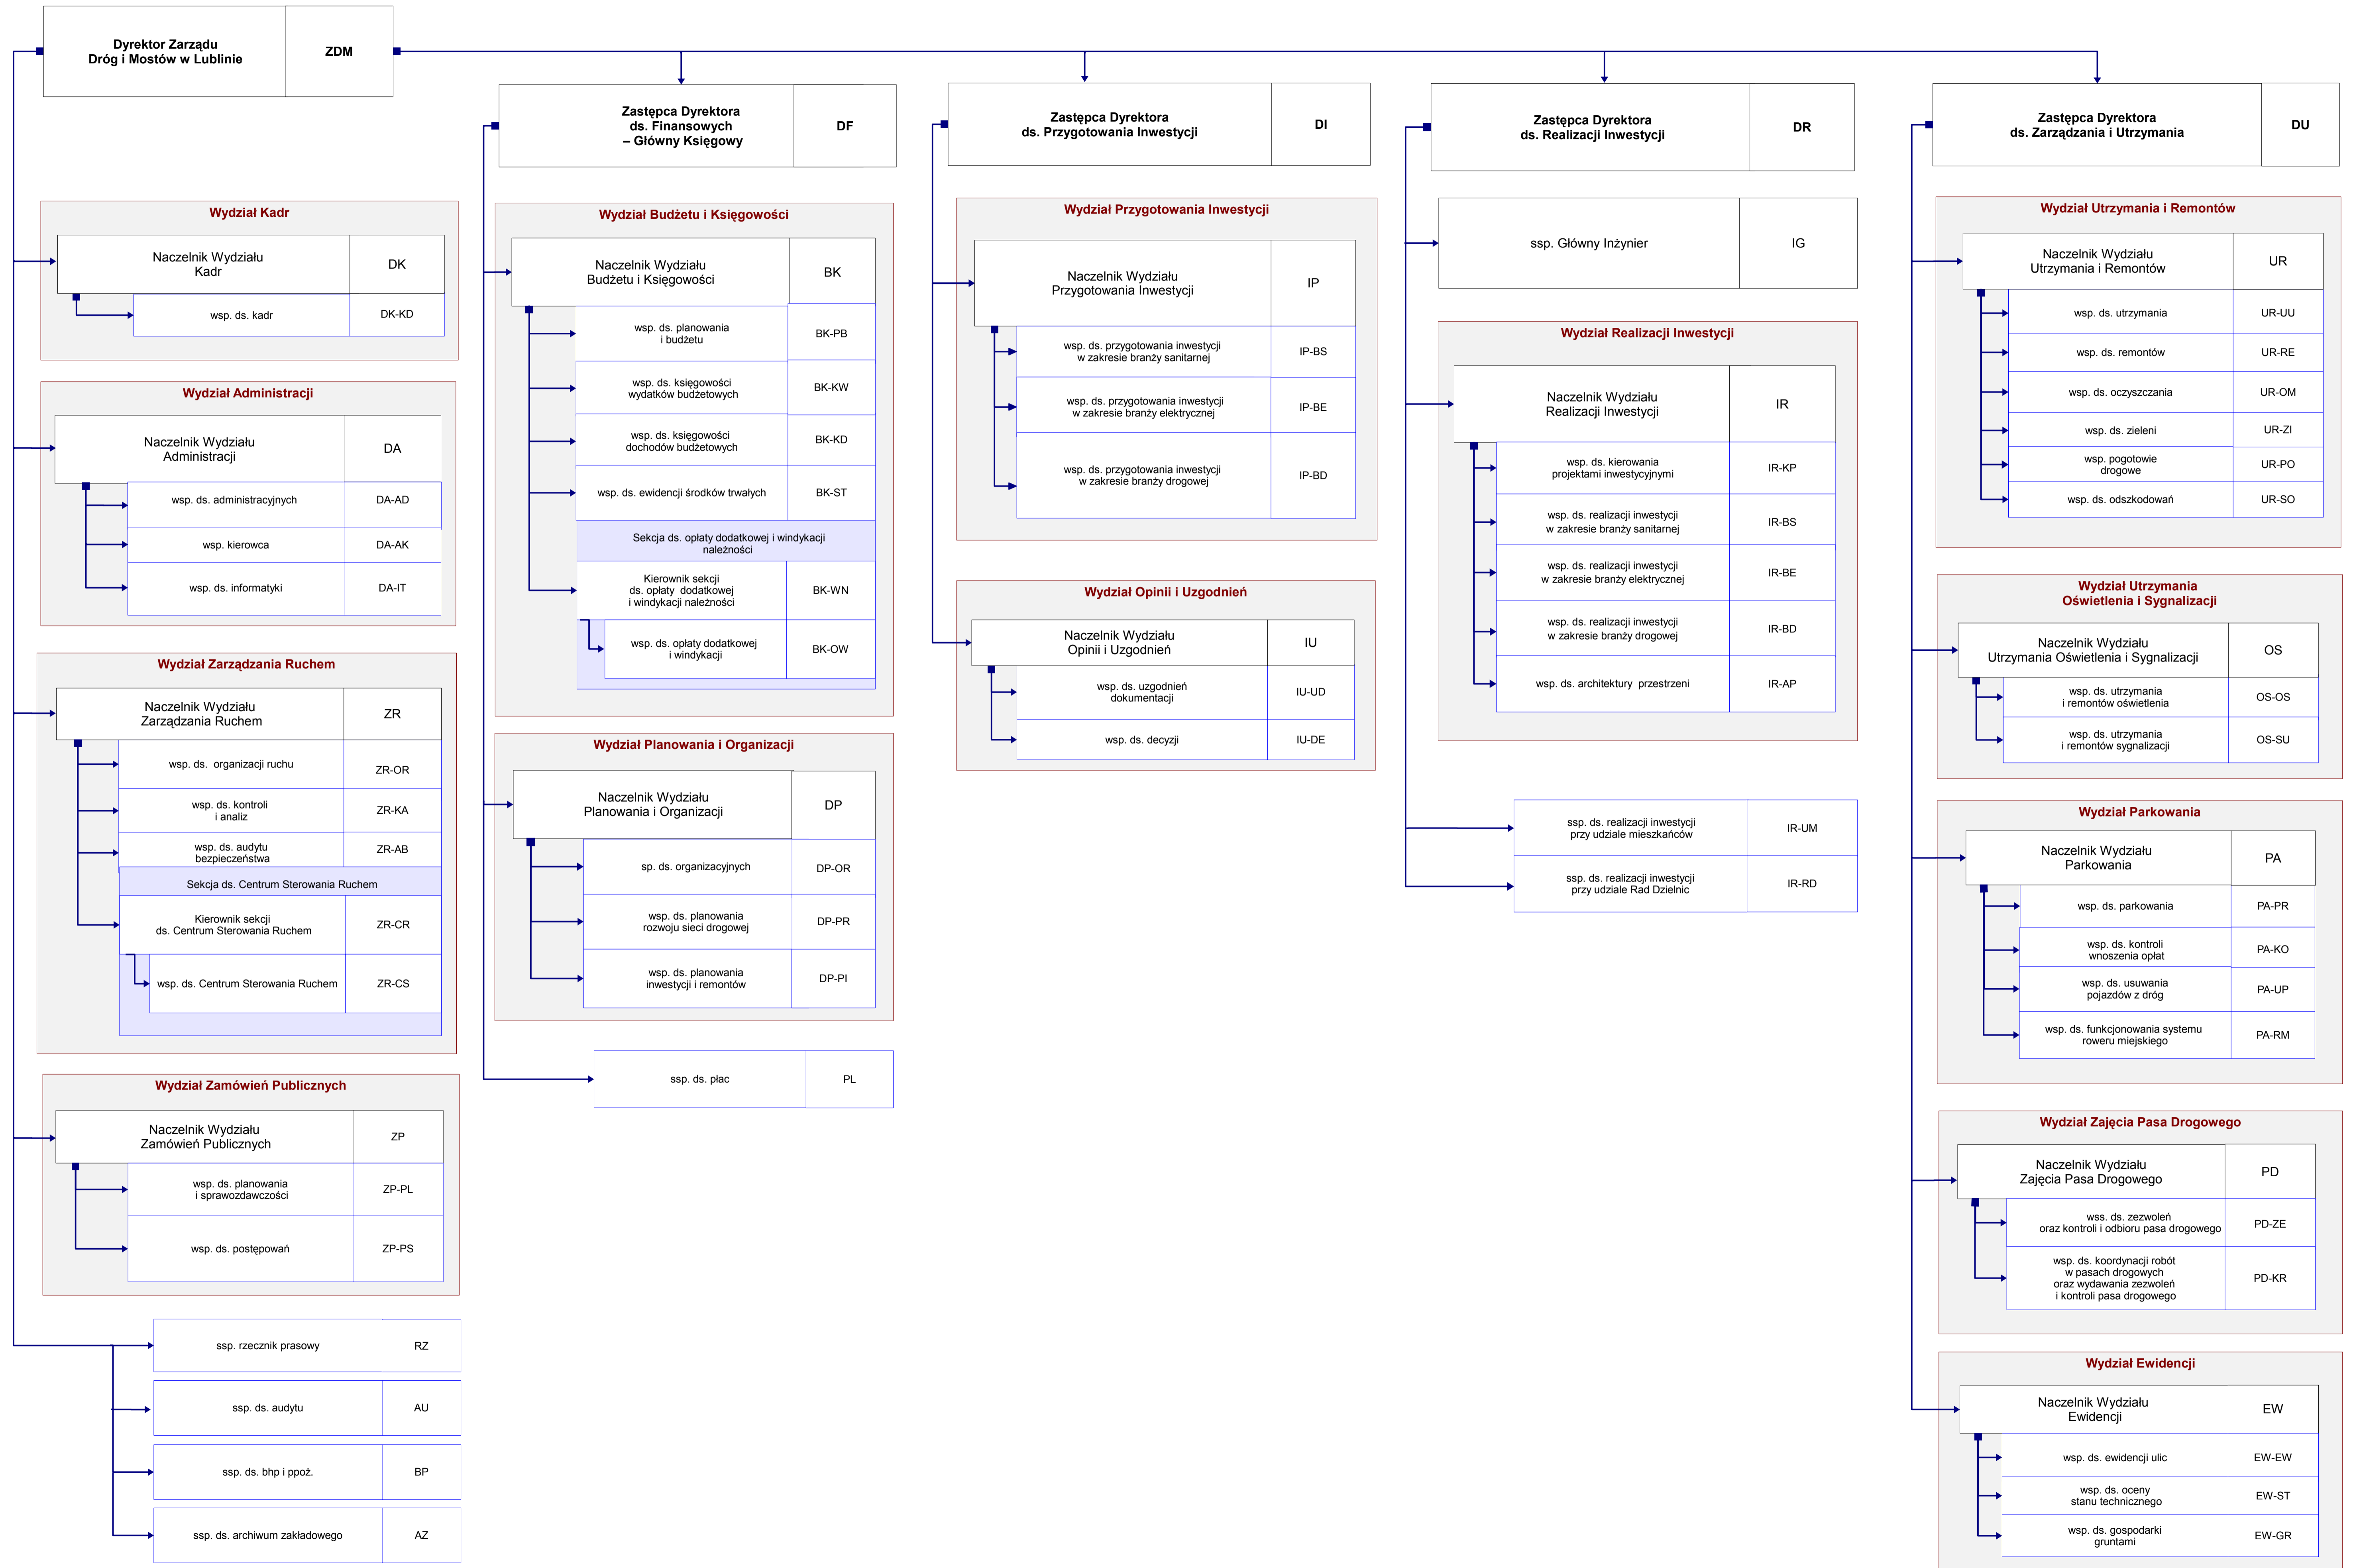 Dyrektor Zarządu
Dróg i Mostów w Lublinie
ZDM
Wydział Kadr
Naczelnik Wydziału
Kadr
DK
wsp. ds. kadr
DK-KD
Wydział Administracji
Naczelnik Wydziału
Administracji
DA
wsp. ds. administracyjnych
DA-AD
wsp. kierowca
DA-AK
wsp. ds. informatyki
DA-IT
Wydział Zarządzania Ruchem
Naczelnik Wydziału
Zarządzania Ruchem
ZR
wsp. ds. organizacji ruchu
ZR-OR
wsp. ds. kontroli
i analiz
ZR-KA
wsp. ds. audytu
bezpieczeństwa
ZR-AB
Sekcja ds. Centrum Sterowania Ruchem
Kierownik sekcji
ds. Centrum Sterowania Ruchem
ZR-CR
wsp. ds. Centrum Sterowania Ruchem
ZR-CS
Wydział Zamówień Publicznych
Naczelnik Wydziału
Zamówień Publicznych
ZP
wsp. ds. planowania
i sprawozdawczości
ZP-PL
wsp. ds. postępowań
ZP-PS
ssp. rzecznik prasowy
RZ
ssp. ds. audytu
AU
ssp. ds. bhp i ppoż.
BP
ssp. ds. archiwum zakładowego
AZ
Zastępca Dyrektora
ds. Finansowych
– Główny Księgowy
DF
Wydział Budżetu i Księgowości
Naczelnik Wydziału
Budżetu i Księgowości
BK
wsp. ds. planowania
i budżetu
BK-PB
wsp. ds. księgowości
wydatków budżetowych
BK-KW
wsp. ds. księgowości
dochodów budżetowych
BK-KD
wsp. ds. ewidencji środków trwałych
BK-ST
Sekcja ds. opłaty dodatkowej i windykacji
należności
Kierownik sekcji
ds. opłaty dodatkowej
i windykacji należności
BK-WN
wsp. ds. opłaty dodatkowej
i windykacji
BK-OW
Wydział Planowania i Organizacji
Naczelnik Wydziału
Planowania i Organizacji
DP
sp. ds. organizacyjnych
DP-OR
wsp. ds. planowania
rozwoju sieci drogowej
DP-PR
wsp. ds. planowania
inwestycji i remontów
DP-PI
ssp. ds. płac
PL
Zastępca Dyrektora
ds. Przygotowania Inwestycji
DI
Wydział Przygotowania Inwestycji
Naczelnik Wydziału
Przygotowania Inwestycji
IP
wsp. ds. przygotowania inwestycji
w zakresie branży sanitarnej
IP-BS
wsp. ds. przygotowania inwestycji
w zakresie branży elektrycznej
IP-BE
wsp. ds. przygotowania inwestycji
w zakresie branży drogowej
IP-BD
Wydział Opinii i Uzgodnień
Naczelnik Wydziału
Opinii i Uzgodnień
IU
wsp. ds. uzgodnień
dokumentacji
IU-UD
wsp. ds. decyzji
IU-DE
Zastępca Dyrektora
ds. Realizacji Inwestycji
DR
ssp. Główny Inżynier
IG
Wydział Realizacji Inwestycji
Naczelnik Wydziału
Realizacji Inwestycji
IR
wsp. ds. kierowania
projektami inwestycyjnymi
IR-KP
wsp. ds. realizacji inwestycji
w zakresie branży sanitarnej
IR-BS
wsp. ds. realizacji inwestycji
w zakresie branży elektrycznej
IR-BE
wsp. ds. realizacji inwestycji
w zakresie branży drogowej
IR-BD
wsp. ds. architektury przestrzeni
IR-AP
ssp. ds. realizacji inwestycji
przy udziale mieszkańców
IR-UM
ssp. ds. realizacji inwestycji
przy udziale Rad Dzielnic
IR-RD
Zastępca Dyrektora
ds. Zarządzania i Utrzymania
DU
Wydział Utrzymania i Remontów
Naczelnik Wydziału
Utrzymania i Remontów
UR
wsp. ds. utrzymania
UR-UU
wsp. ds. remontów
UR-RE
wsp. ds. oczyszczania
UR-OM
wsp. ds. zieleni
UR-ZI
wsp. pogotowie
drogowe
UR-PO
wsp. ds. odszkodowań
UR-SO
Wydział Utrzymania
Oświetlenia i Sygnalizacji
Naczelnik Wydziału
Utrzymania Oświetlenia i Sygnalizacji
OS
wsp. ds. utrzymania
i remontów oświetlenia
OS-OS
wsp. ds. utrzymania
i remontów sygnalizacji
OS-SU
Wydział Parkowania
Naczelnik Wydziału
Parkowania
PA
wsp. ds. parkowania
PA-PR
wsp. ds. kontroli
wnoszenia opłat
PA-KO
wsp. ds. usuwania
pojazdów z dróg
PA-UP
wsp. ds. funkcjonowania systemu
roweru miejskiego
PA-RM
Wydział Zajęcia Pasa Drogowego
Naczelnik Wydziału
Zajęcia Pasa Drogowego
PD
wss. ds. zezwoleń
oraz kontroli i odbioru pasa drogowego
PD-ZE
wsp. ds. koordynacji robót
w pasach drogowych
oraz wydawania zezwoleń
i kontroli pasa drogowego
PD-KR
Wydział Ewidencji
Naczelnik Wydziału
Ewidencji
EW
wsp. ds. ewidencji ulic
EW-EW
wsp. ds. oceny
stanu technicznego
EW-ST
wsp. ds. gospodarki
gruntami
EW-GR